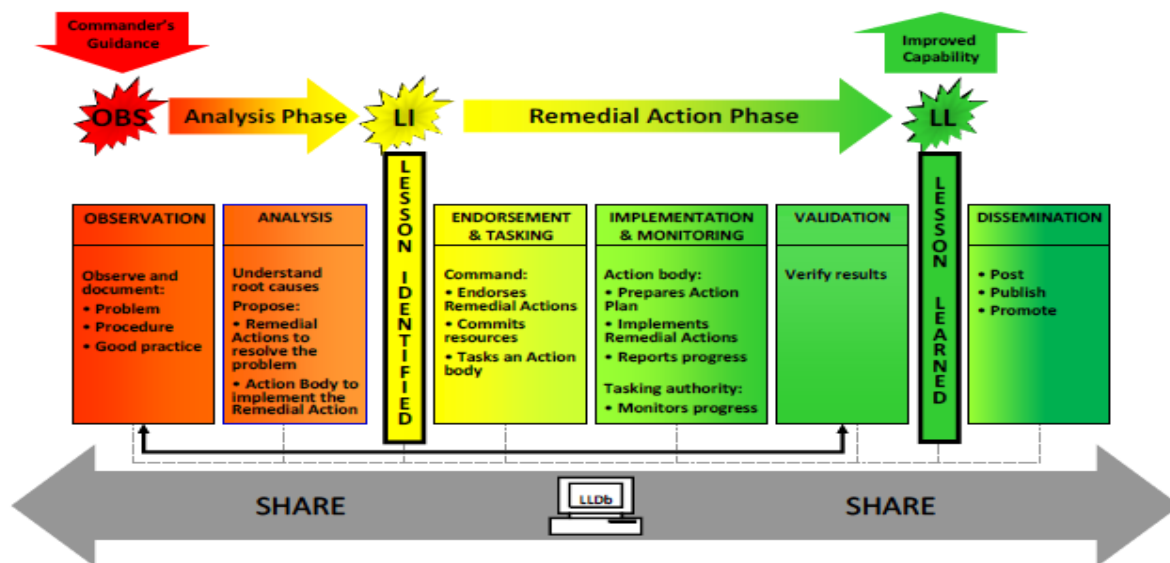 Commander's
Guidance
Improved
Capability
OBS
Analysis Phase
LI
Remedial Action Phase
LL
OBSERVATION
Observe and
document:
• Problem
• Procedure
• Good practice
ANALYSIS
Understand
root causes
Propose:
• Remedial
Actions to
resolve the
problem
• Action Body to
implement the
Remedial Action
LESSON IDENTIFIED
ENDORSEMENT
& TASKING
Command:
• Endorses
Remedial Actions
• Commits
resources
• Tasks an Action
body
IMPLEMENTATION
& MONITORING
Action body:
• Prepares Action
Plan
• Implements
Remedial Actions
• Reports progress
Tasking authority:
• Monitors progress
VALIDATION
Verify results
LESSON LEARNED
DISSEMINATION
• Post
• Publish
• Promote
SHARE
LLDb
SHARE